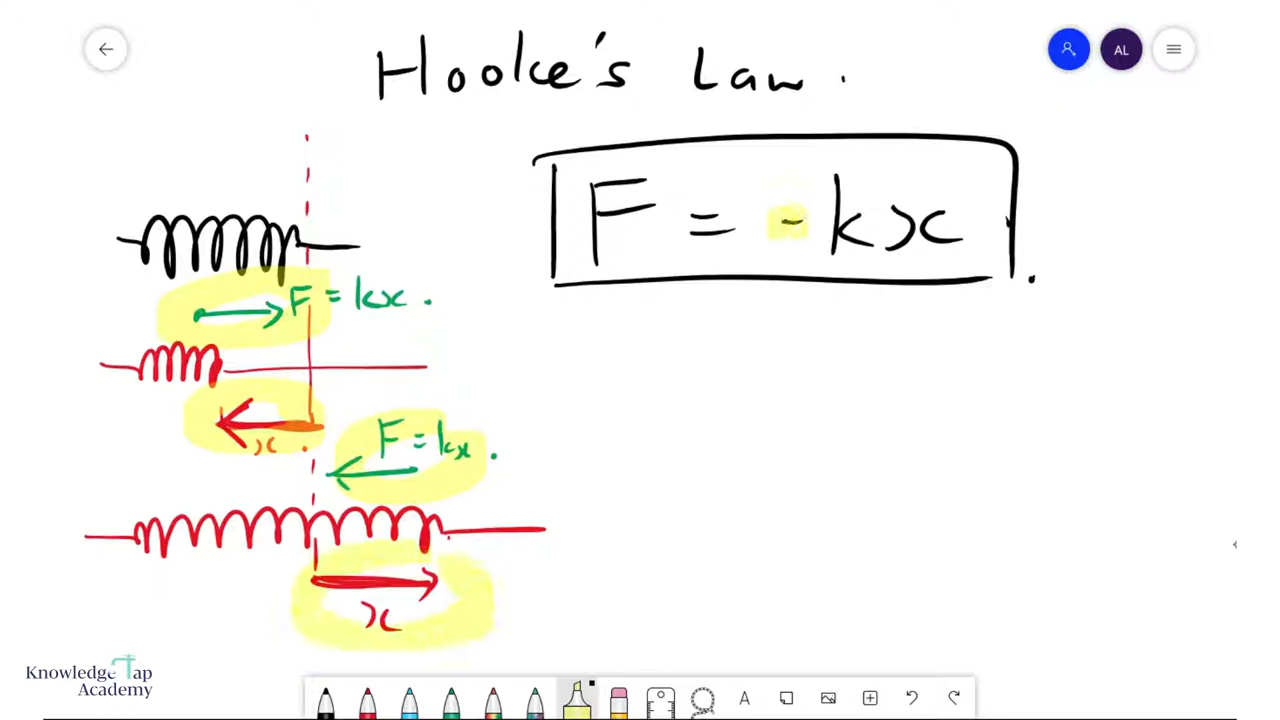 AL
Hooke's Law.
F = -kx.
F = kx.
x.
F = kx.
x
Knowledge Tap
Academy
A